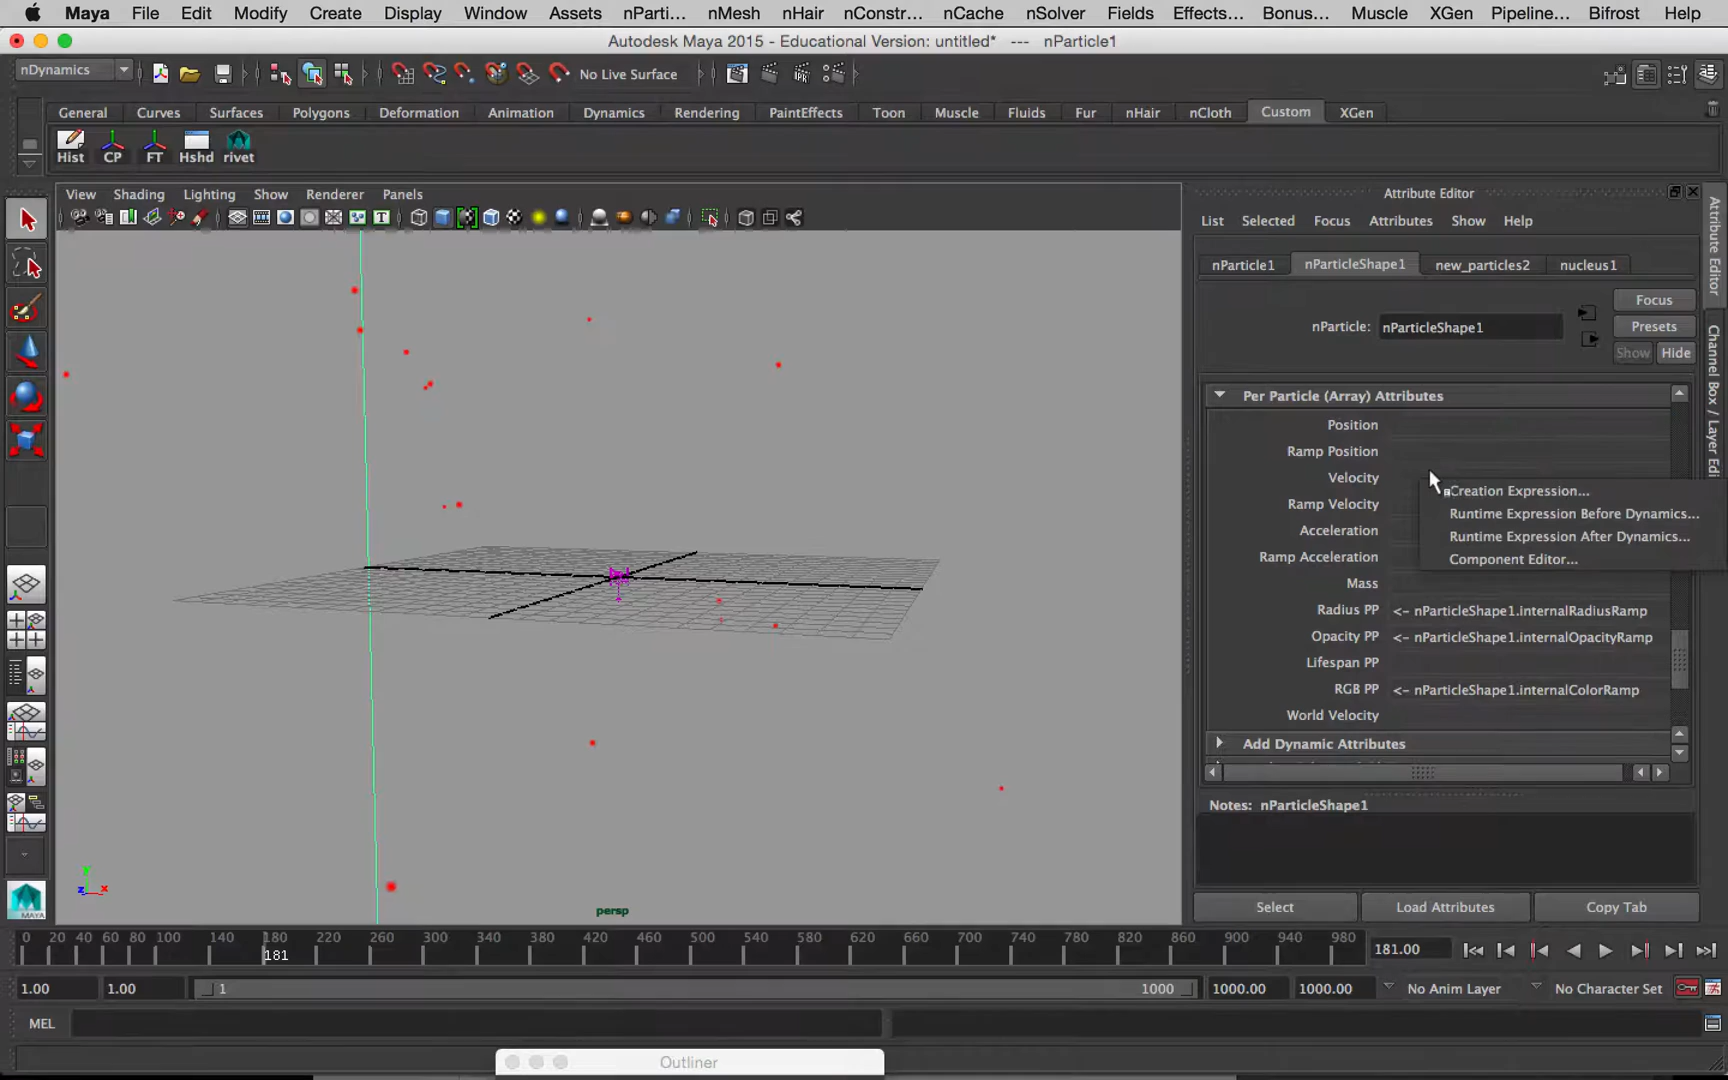 Maya File Edit Modify Create Display Window Assets nParti... nMesh nHair nConstr... nCache nSolver Fields Effects... Bonus... Muscle XGen Pipeline... Bifrost Help
Autodesk Maya 2015 - Educational Version: untitled* --- nParticle1
nDynamics No Live Surface
General Curves Surfaces Polygons Deformation Animation Dynamics Rendering PaintEffects Toon Muscle Fluids Fur nHair nCloth Custom XGen
Hist CP FT Hshd rivet
View Shading Lighting Show Renderer Panels
Attribute Editor
List Selected Focus Attributes Show Help
nParticle1 nParticleShape1 new_particles2 nucleus1
Focus
nParticle: nParticleShape1
Presets
Show Hide
Per Particle (Array) Attributes
Position
Ramp Position
Velocity
Creation Expression...
Ramp Velocity
Runtime Expression Before Dynamics...
Acceleration
Runtime Expression After Dynamics...
Ramp Acceleration
Component Editor...
Mass
Radius PP <- nParticleShape1.internalRadiusRamp
Opacity PP <- nParticleShape1.internalOpacityRamp
Lifespan PP
RGB PP <- nParticleShape1.internalColorRamp
World Velocity
Add Dynamic Attributes
Notes: nParticleShape1
Select Load Attributes Copy Tab
Attribute Editor
Channel Box / Layer Edi
y
z x
MAYA
persp
0 20 40 60 80 100 140 180 220 260 300 340 380 420 460 500 540 580 620 660 700 740 780 820 860 900 940 980
181
181.00
1.00 1.00 1 1000 1000.00 1000.00 No Anim Layer No Character Set
MEL
Outliner